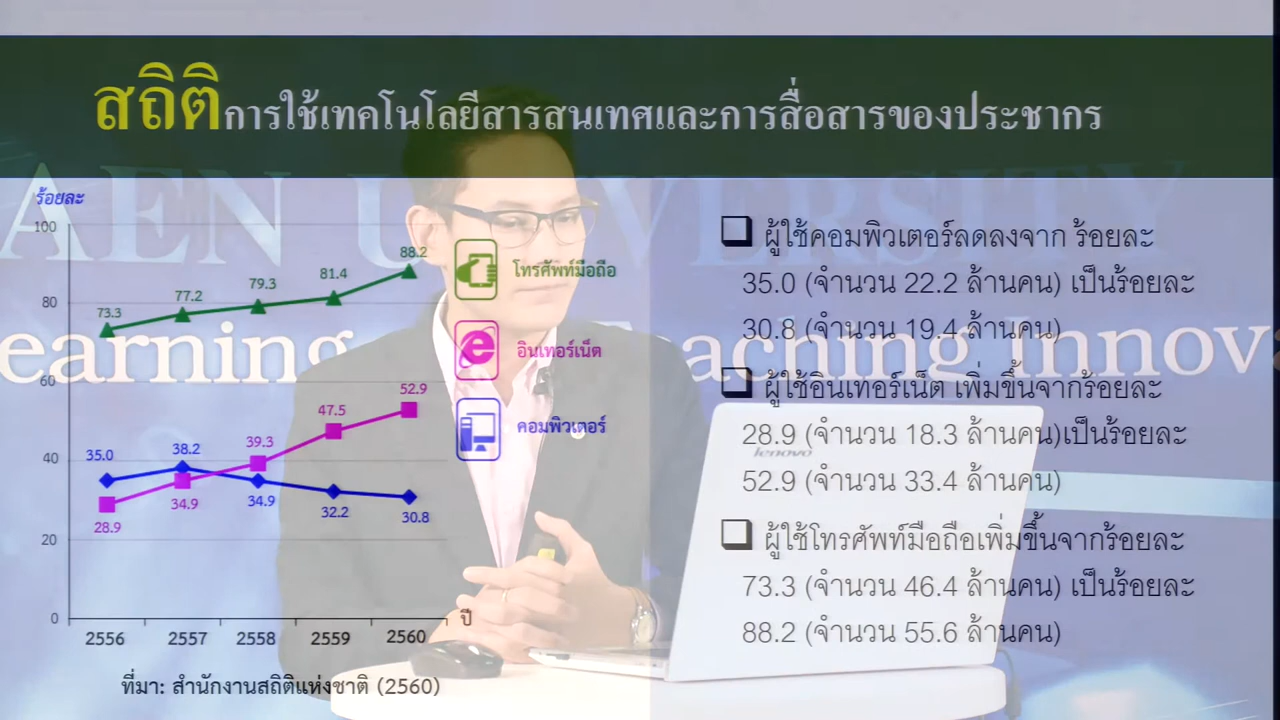 สถิติการใช้เทคโนโลยีสารสนเทศและการสื่อสารของประชากร
AEN UNIVERSITY
earning
aching Innov
ร้อยละ
100
80
60
40
20
0
73.3
77.2
79.3
81.4
88.2
35.0
38.2
34.9
32.2
30.8
28.9
34.9
39.3
47.5
52.9
โทรศัพท์มือถือ
อินเทอร์เน็ต
คอมพิวเตอร์
2556 2557 2558 2559 2560 ปี
ที่มา: สำนักงานสถิติแห่งชาติ (2560)
ผู้ใช้คอมพิวเตอร์ลดลงจาก ร้อยละ
35.0 (จำนวน 22.2 ล้านคน) เป็นร้อยละ
30.8 (จำนวน 19.4 ล้านคน)
ผู้ใช้อินเทอร์เน็ต เพิ่มขึ้นจากร้อยละ
28.9 (จำนวน 18.3 ล้านคน)เป็นร้อยละ
lenovo
52.9 (จำนวน 33.4 ล้านคน)
ผู้ใช้โทรศัพท์มือถือเพิ่มขึ้นจากร้อยละ
73.3 (จำนวน 46.4 ล้านคน) เป็นร้อยละ
88.2 (จำนวน 55.6 ล้านคน)